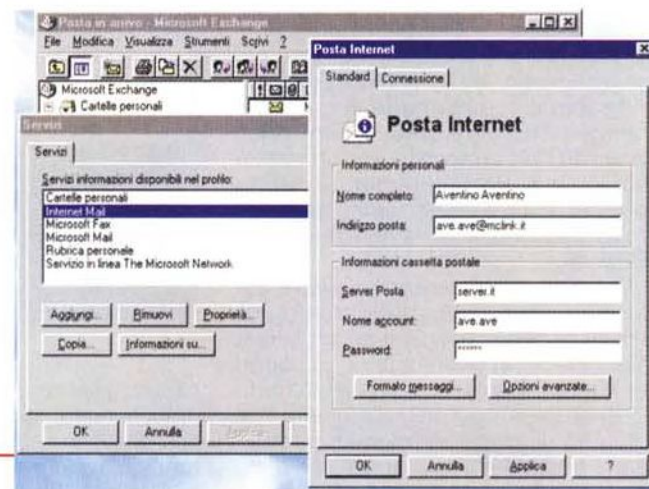 Posta in arrivo - Microsoft Exchange
File Modifica Visualizza Strumenti Scrivi ?
Microsoft Exchange
Cartelle personali
Servizi
Servizi
Servizi informazioni disponibili nel profilo:
Cartelle personali
Internet Mail
Microsoft Fax
Microsoft Mail
Rubrica personale
Servizio in linea The Microsoft Network
Aggiungi... Rimuovi Proprietà...
Copia... Informazioni su...
OK Annulla Applica
Posta Internet
Standard Connessione
Posta Internet
Informazioni personali
Nome completo: Aventino Aventino
Indirizzo posta: ave.ave@mclink.it
Informazioni cassetta postale
Server Posta: server.it
Nome account: ave.ave
Password: ******
Formato messaggi... Opzioni avanzate...
OK Annulla Applica ?